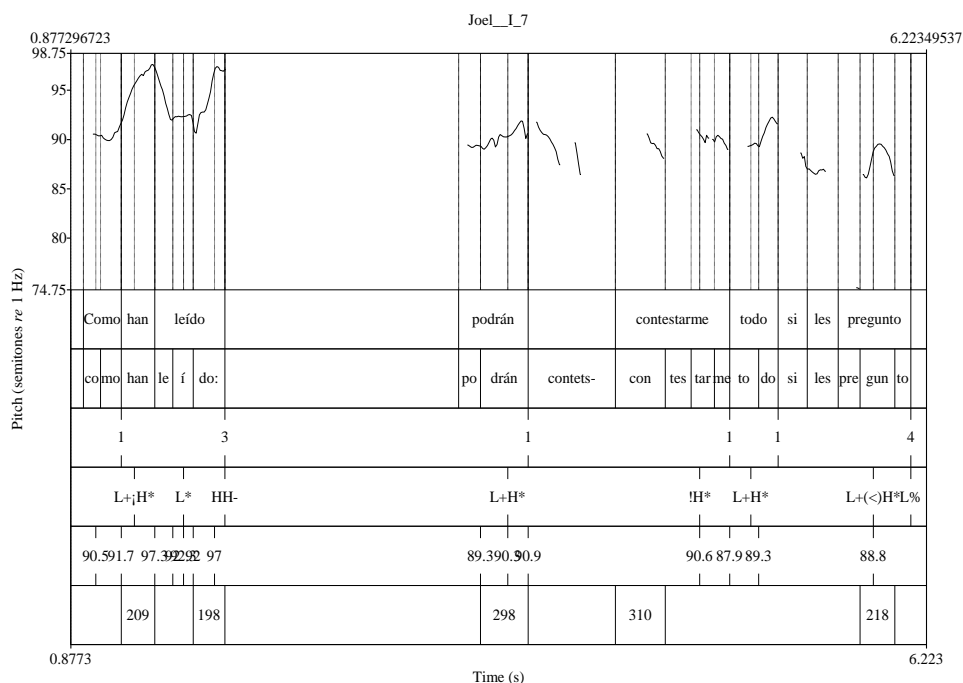 Joel__I_7
0.877296723 6.22349537
98.75
95
90
85
80
74.75
Pitch (semitones re 1 Hz)
Como han leído podrán contestarme todo si les pregunto
co mo han le í do: po drán contets- con tes tar me to do si les pre gun to
1 3 1 1 1 4
L+¡H* L* HH- L+H* !H* L+H* L+(<)H* L%
90.5 91.7 97.3 97 89.3 90.5 90.9 90.6 87.9 89.3 88.8
209 198 298 310 218
0.8773 6.223
Time (s)